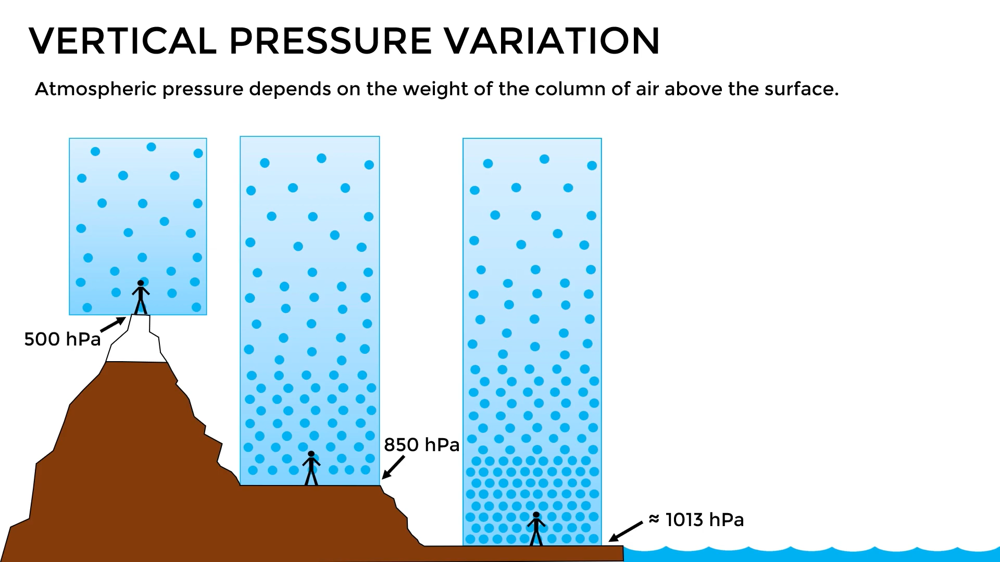 VERTICAL PRESSURE VARIATION
Atmospheric pressure depends on the weight of the column of air above the surface.
500 hPa
850 hPa
≈ 1013 hPa